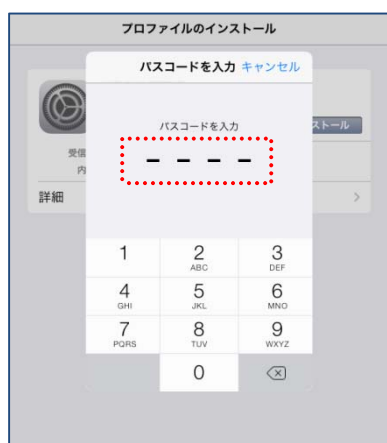 プロファイルのインストール
パスコードを入力 キャンセル
パスコードを入力
ストール
受信
内
詳細
1 2 3
ABC DEF
4 5 6
GHI JKL MNO
7 8 9
PQRS TUV WXYZ
0